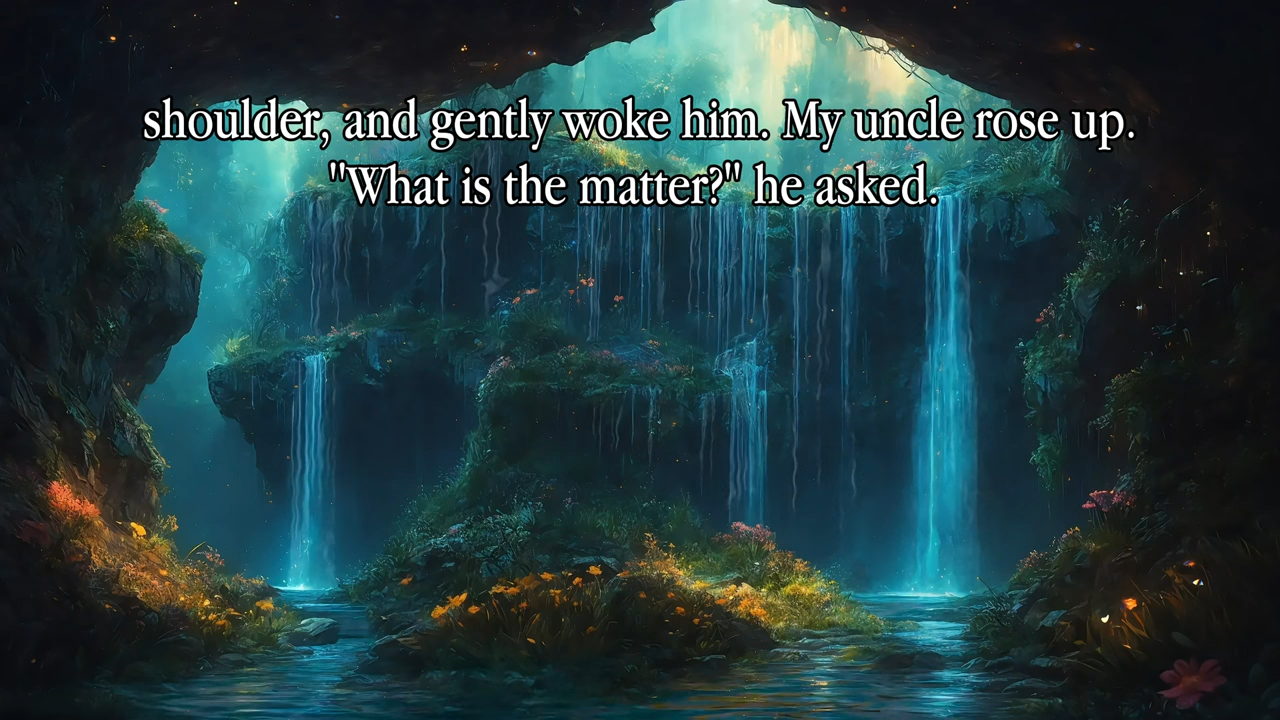 shoulder, and gently woke him. My uncle rose up.
"What is the matter?" he asked.